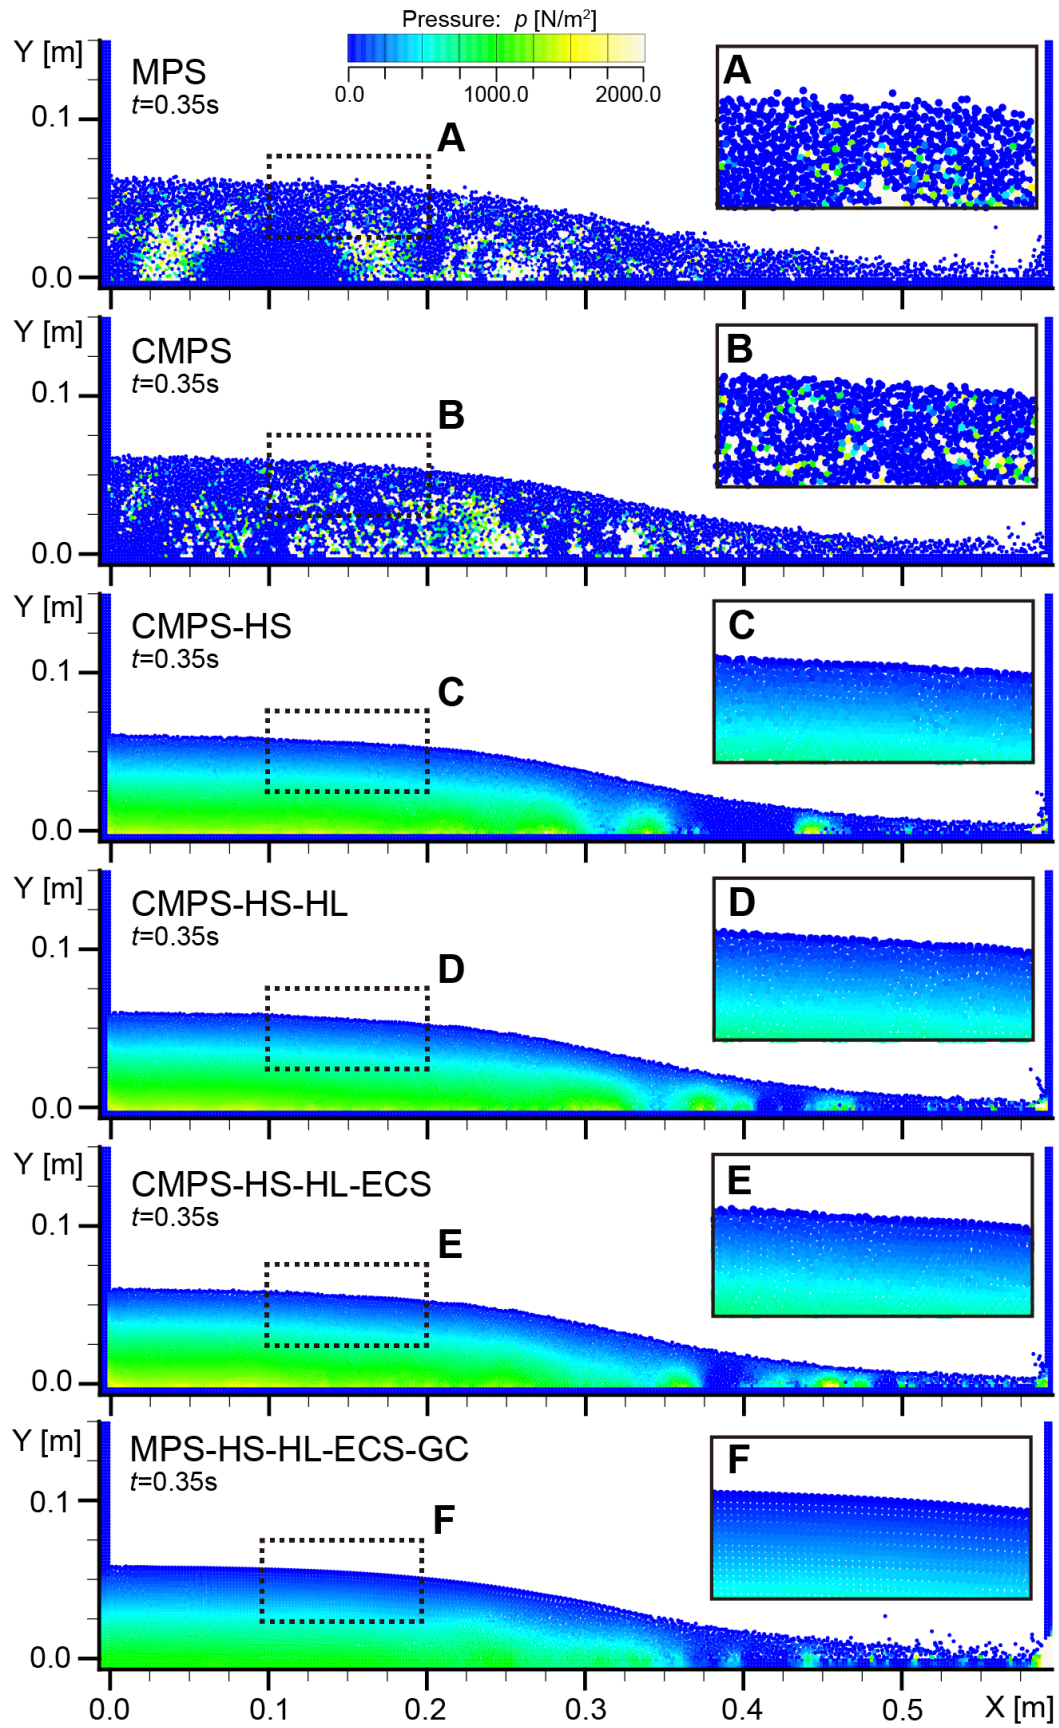 Pressure: p [N/m²]
0.0 1000.0 2000.0
Y [m]
MPS
t=0.35s
0.1
0.0
A
A
Y [m]
CMPS
t=0.35s
0.1
0.0
B
B
Y [m]
CMPS-HS
t=0.35s
0.1
0.0
C
C
Y [m]
CMPS-HS-HL
t=0.35s
0.1
0.0
D
D
Y [m]
CMPS-HS-HL-ECS
t=0.35s
0.1
0.0
E
E
Y [m]
MPS-HS-HL-ECS-GC
t=0.35s
0.1
0.0
F
F
0.0 0.1 0.2 0.3 0.4 0.5 X [m]